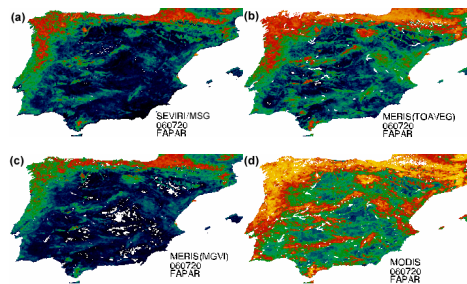 (a)
SEVIRI/MSG
060720
FAPAR
(b)
MERIS(TOAVEG)
060720
FAPAR
(c)
MERIS(MGVI)
060720
FAPAR
(d)
MODIS
060720
FAPAR